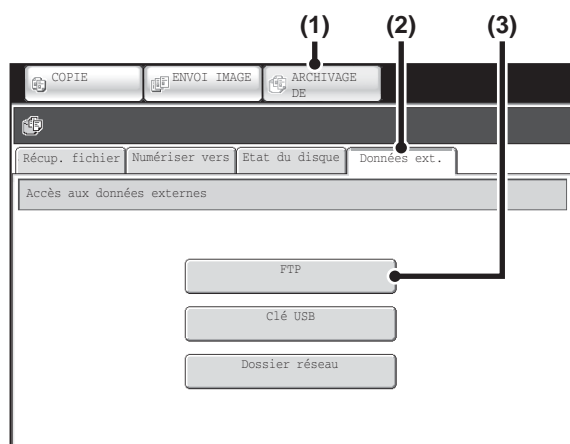 (1) (2) (3)
COPIE ENVOI IMAGE ARCHIVAGE
DE
Récup. fichier Numériser vers Etat du disque Données ext.
Accès aux données externes
FTP
Clé USB
Dossier réseau